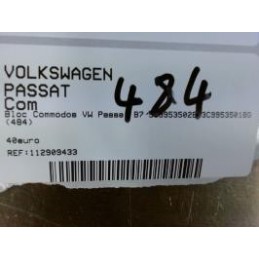 VOLKSWAGEN
PASSAT
Com
484
Bloc Commodos VW Passat B7
(484)
40euro
REF:112909433